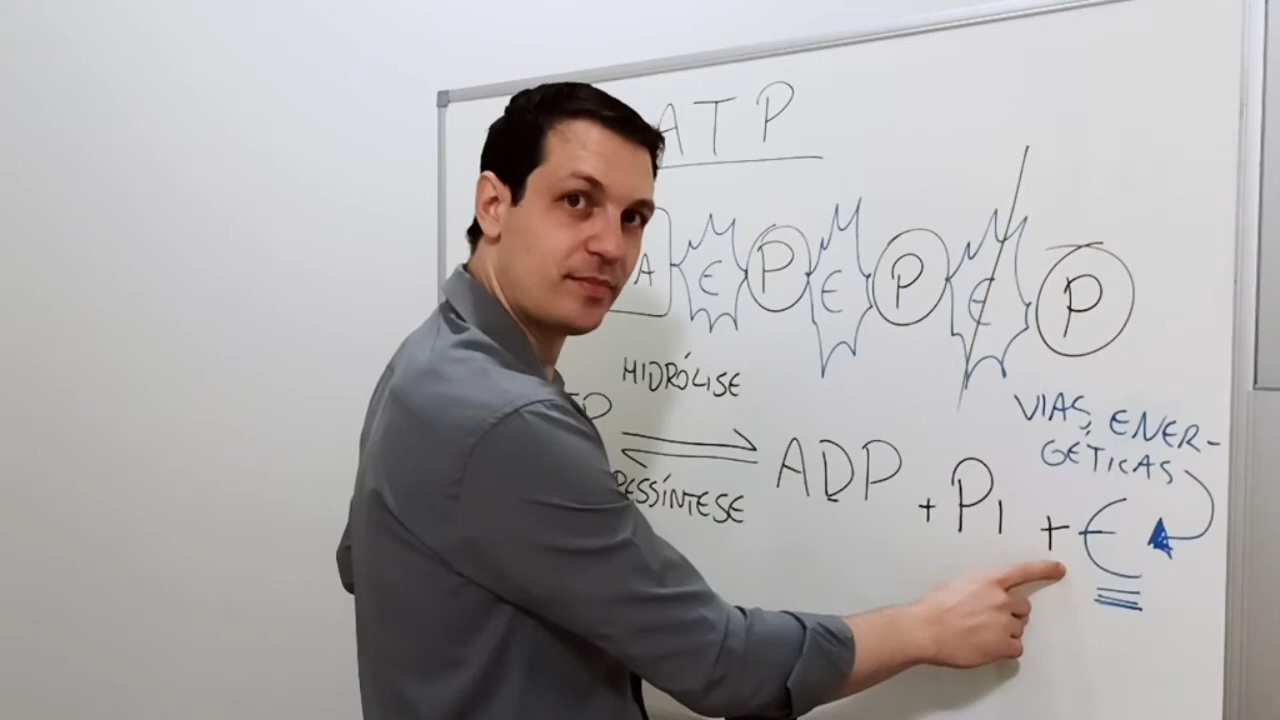 ATP
A E P E P E P
HIDRÓLISE
ADP + Pi + E
RESSÍNTESE
VIAS ENER-
GÉTICAS